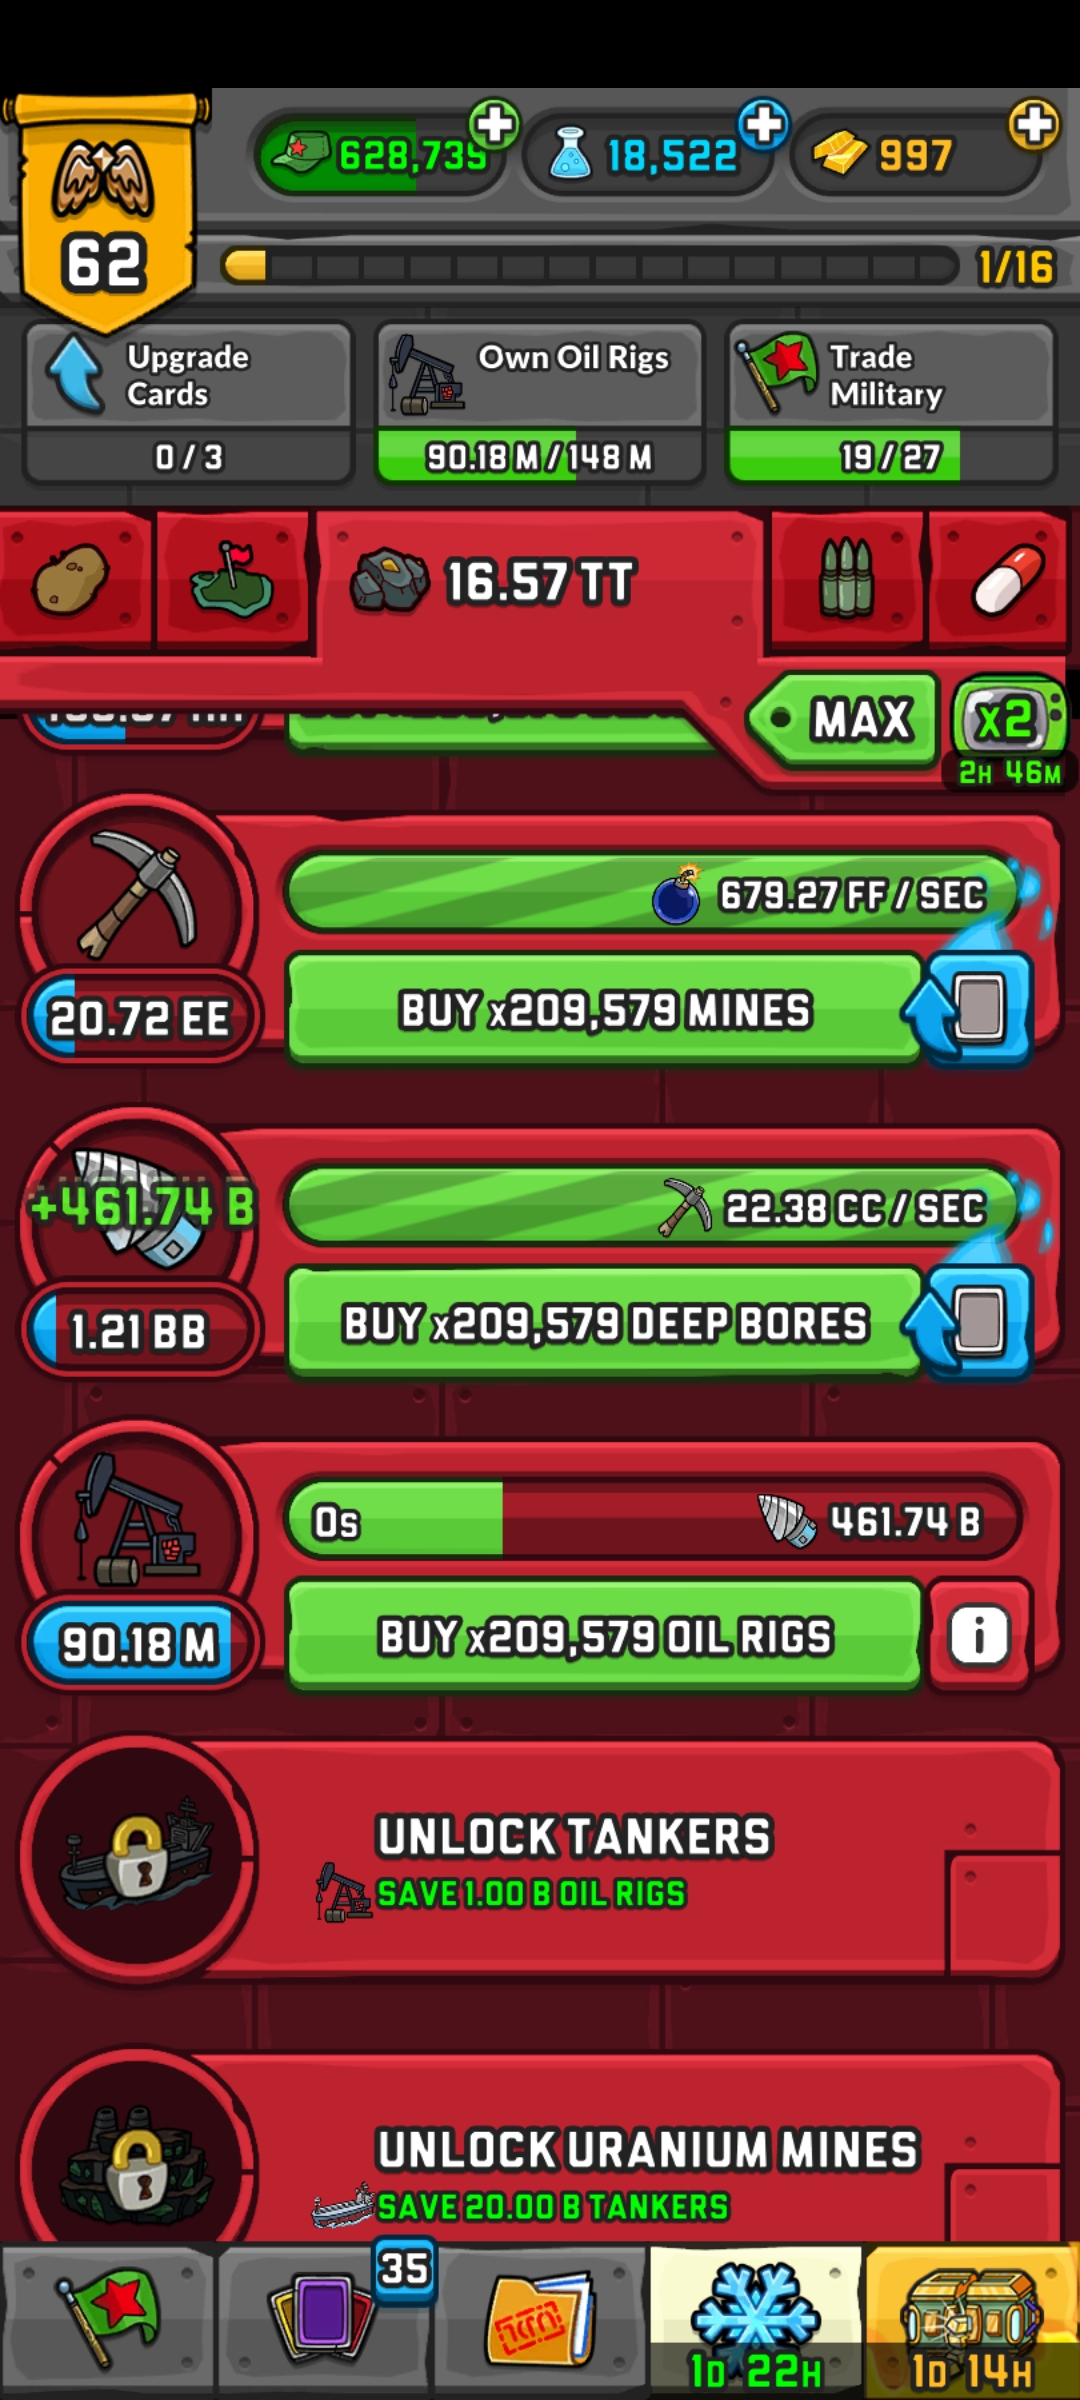 628,739
18,522
997
62
1/16
Upgrade
Cards
0 / 3
Own Oil Rigs
90.18 M / 148 M
Trade
Military
19 / 27
16.57 TT
MAX
x2
2H 46M
679.27 FF / SEC
20.72 EE
BUY x209,579 MINES
+461.74 B
22.38 CC / SEC
1.21 BB
BUY x209,579 DEEP BORES
0s
461.74 B
90.18 M
BUY x209,579 OIL RIGS
i
UNLOCK TANKERS
SAVE 1.00 B OIL RIGS
UNLOCK URANIUM MINES
SAVE 20.00 B TANKERS
35
1D 22H
1D 14H